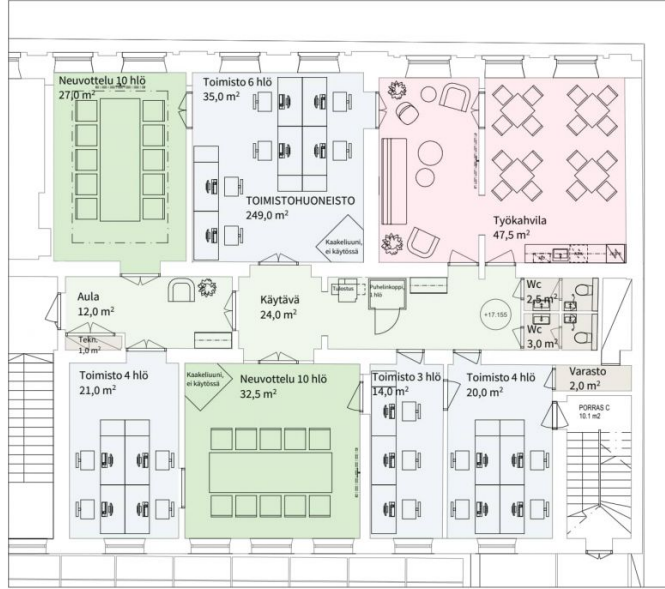 Neuvottelu 10 hlö
27,0 m²
Toimisto 6 hlö
35,0 m²
TOIMISTOHUONEISTO
249,0 m²
Kaakeliuuni,
ei käytössä
Työkahvila
47,5 m²
Aula
12,0 m²
Tekn.
1,0 m²
Käytävä
24,0 m²
Tulostus
Puhelinkoppi,
1 hlö
+17.155
Wc
2,5 m²
Wc
3,0 m²
Varasto
2,0 m²
PORRAS C
10.1 m2
Toimisto 4 hlö
21,0 m²
Kaakeliuuni,
ei käytössä
Neuvottelu 10 hlö
32,5 m²
Toimisto 3 hlö
14,0 m²
Toimisto 4 hlö
20,0 m²